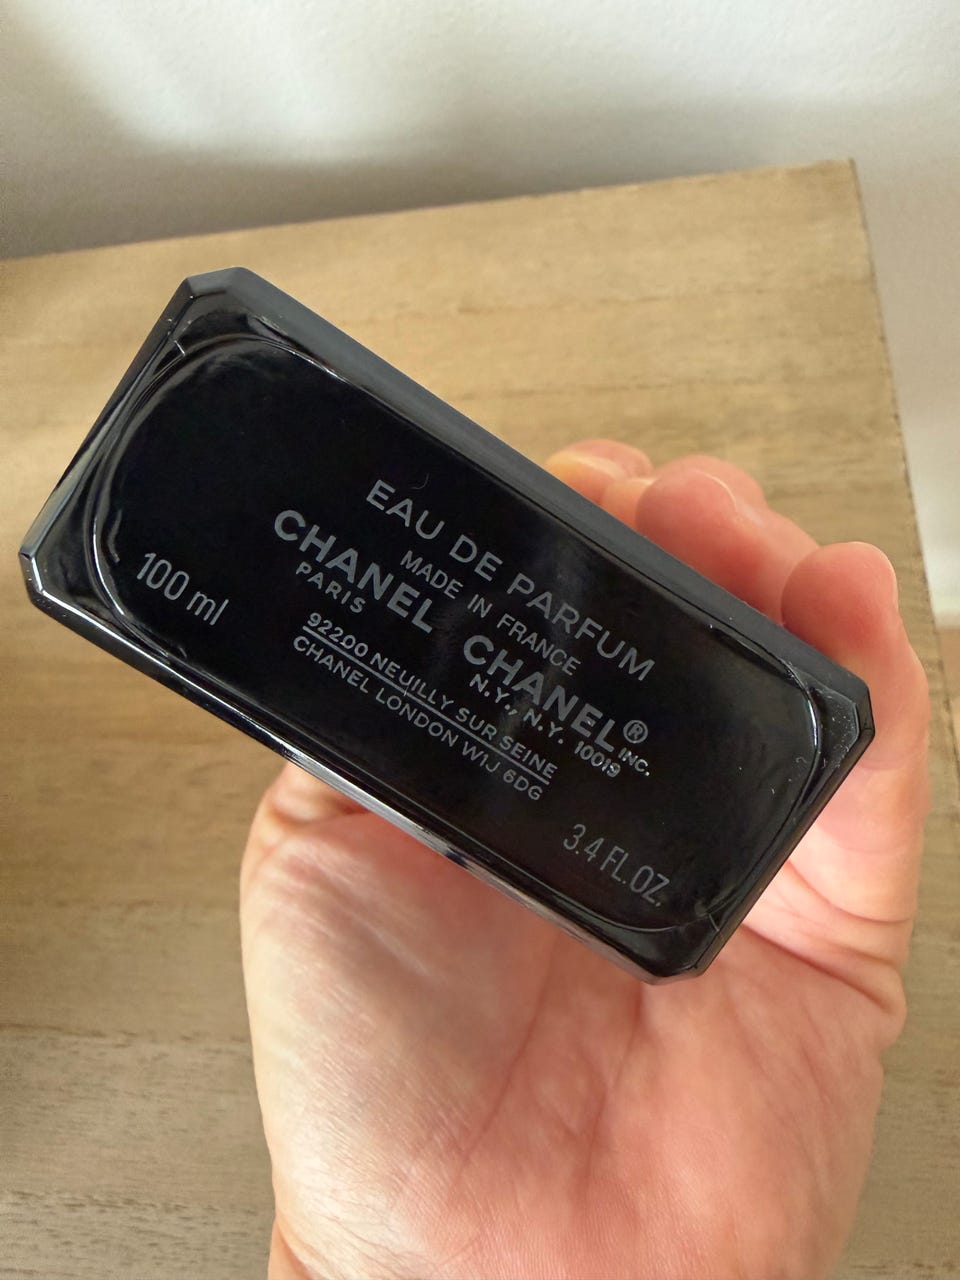 EAU DE PARFUM
MADE IN FRANCE
CHANEL CHANEL®
PARIS N.Y., N.Y. 10019 INC.
92200 NEUILLY SUR SEINE
CHANEL LONDON W1J 6DG
100 ml
3.4 FL.OZ.